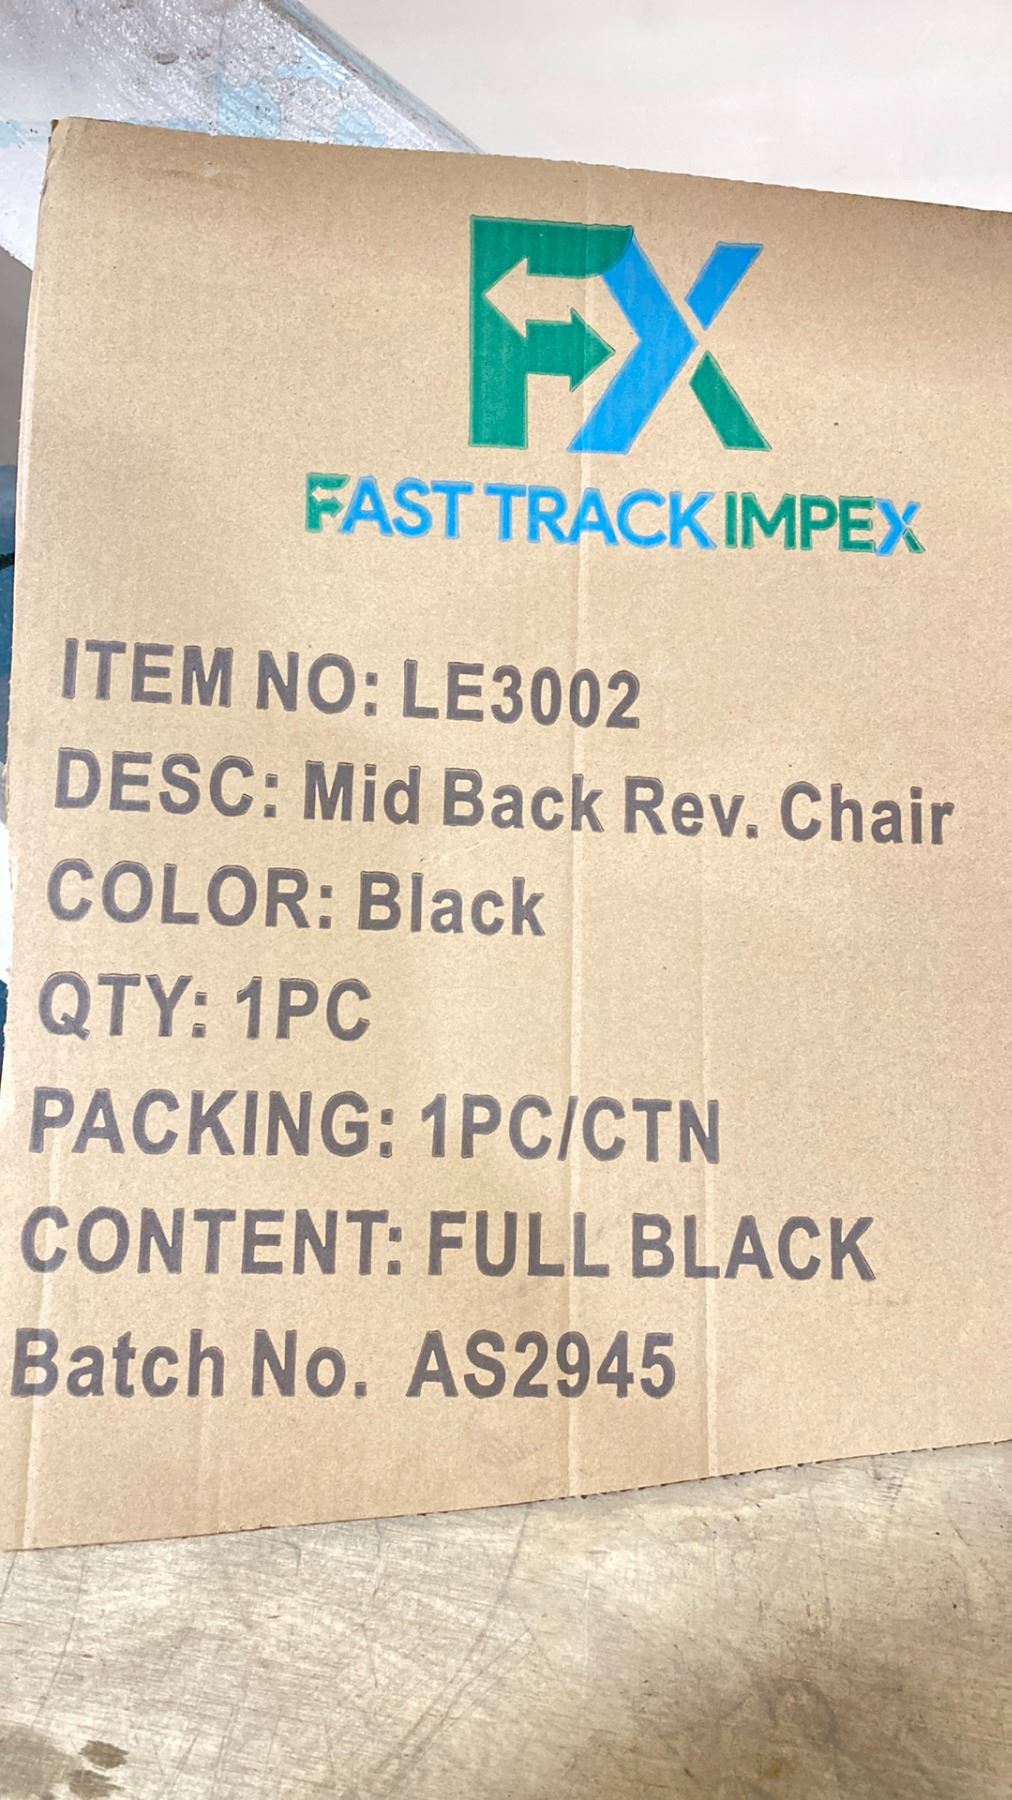 FX
FAST TRACK IMPEX
ITEM NO: LE3002
DESC: Mid Back Rev. Chair
COLOR: Black
QTY: 1PC
PACKING: 1PC/CTN
CONTENT: FULL BLACK
Batch No. AS2945